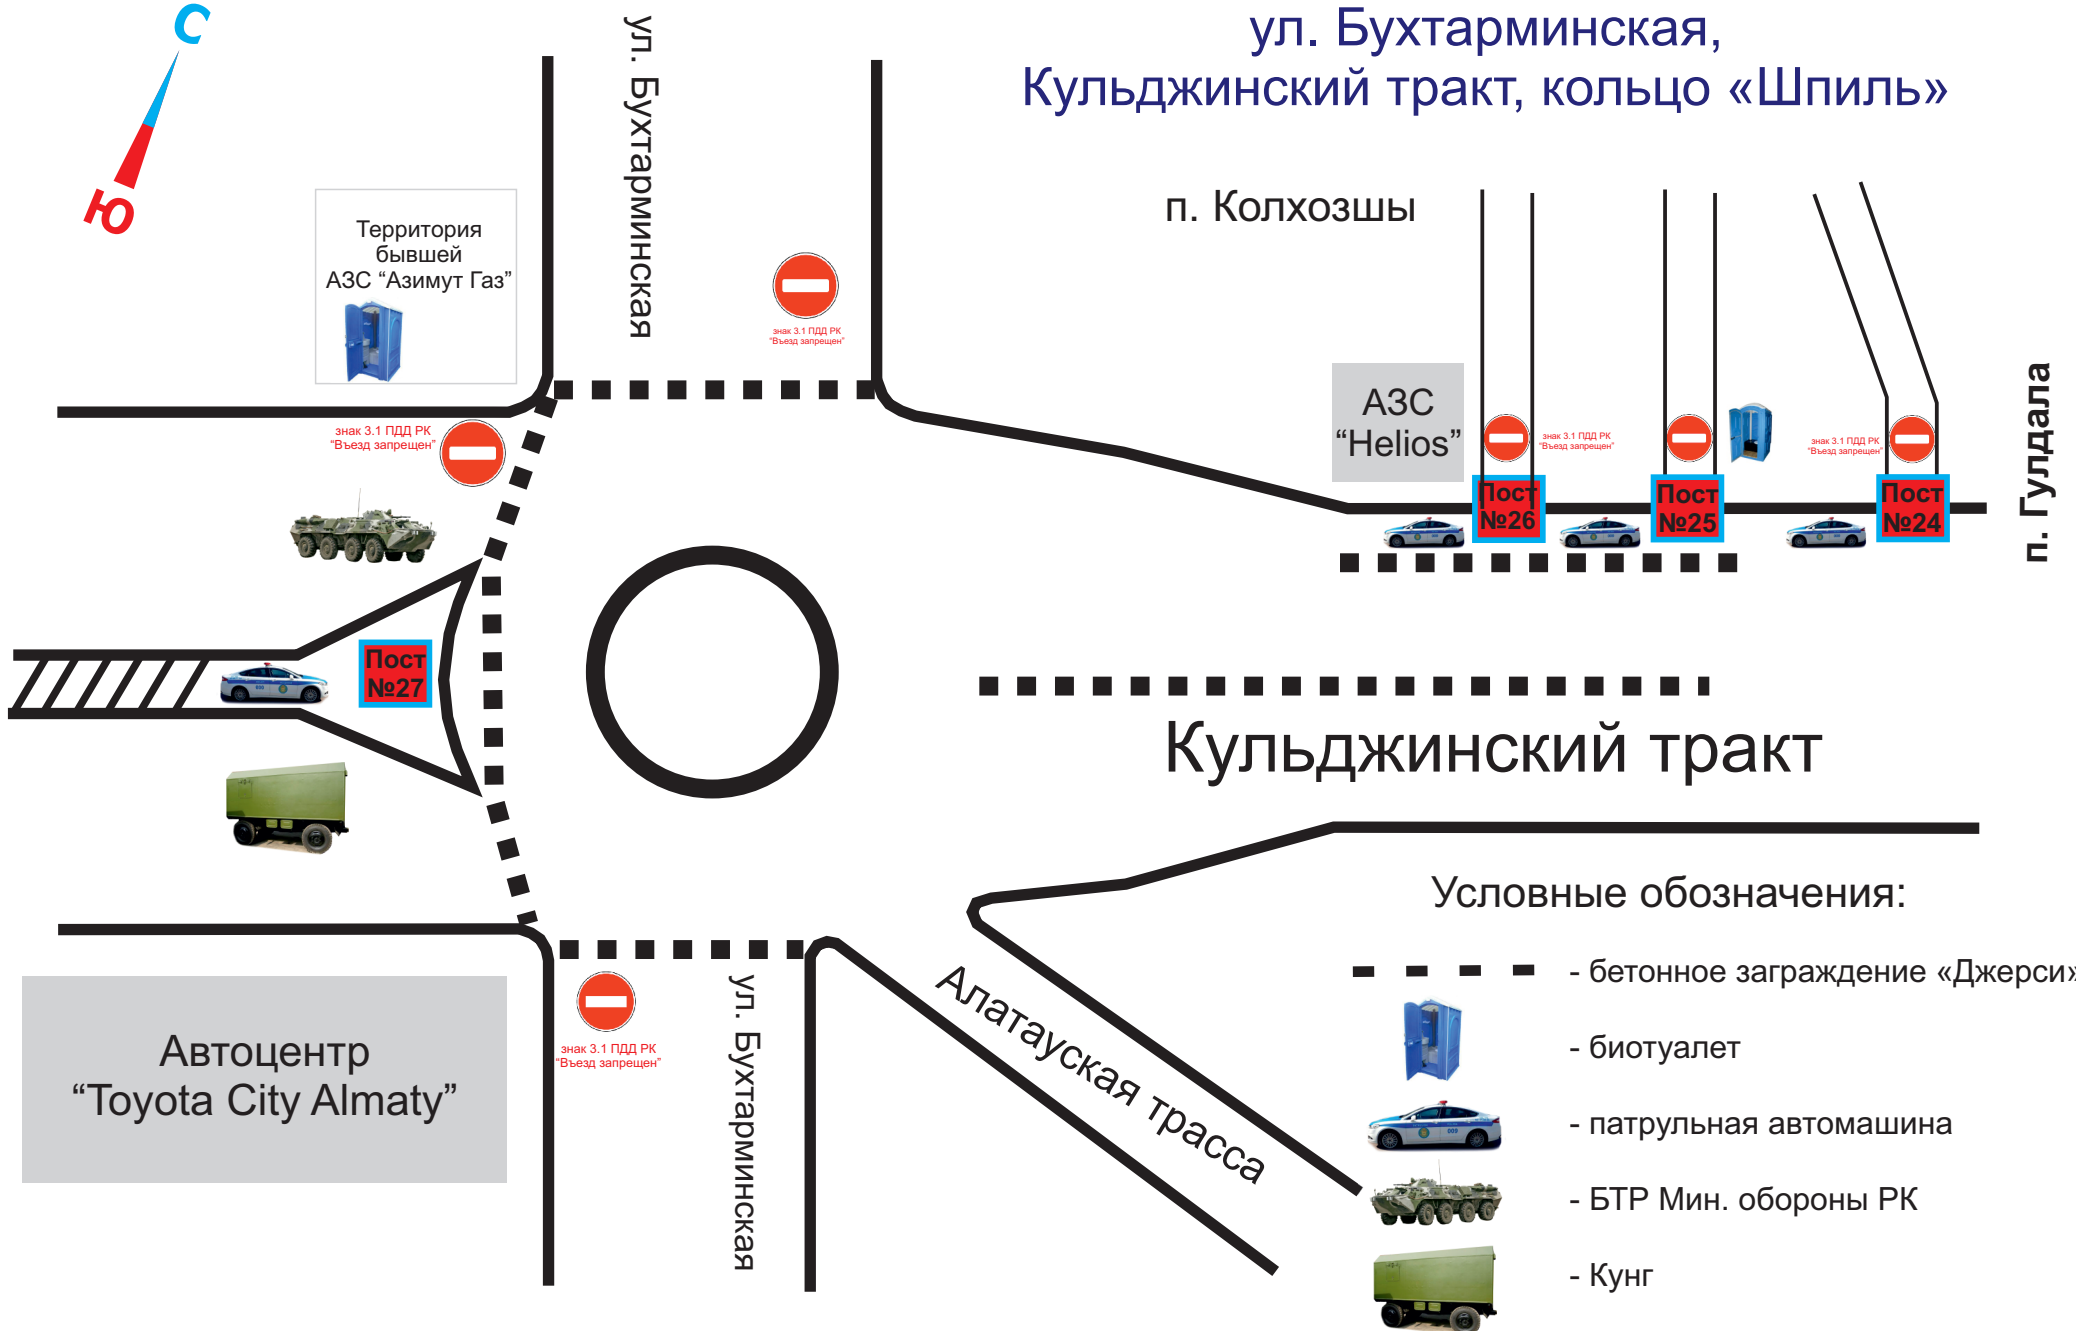 ул. Бухтарминская,
Кульджинский тракт, кольцо «Шпиль»
С
Ю
ул. Бухтарминская
п. Колхозшы
Территория
бывшей
АЗС “Азимут Газ”
знак 3.1 ПДД РК
“Въезд запрещен”
АЗС
“Helios”
знак 3.1 ПДД РК
“Въезд запрещен”
знак 3.1 ПДД РК
“Въезд запрещен”
п. Гулдала
знак 3.1 ПДД РК
“Въезд запрещен”
Пост
№26
Пост
№25
Пост
№24
Пост
№27
Кульджинский тракт
Автоцентр
“Toyota City Almaty”
знак 3.1 ПДД РК
“Въезд запрещен”
ул. Бухтарминская
Алатауская трасса
Условные обозначения:
- бетонное заграждение «Джерси»
- биотуалет
- патрульная автомашина
- БТР Мин. обороны РК
- Кунг